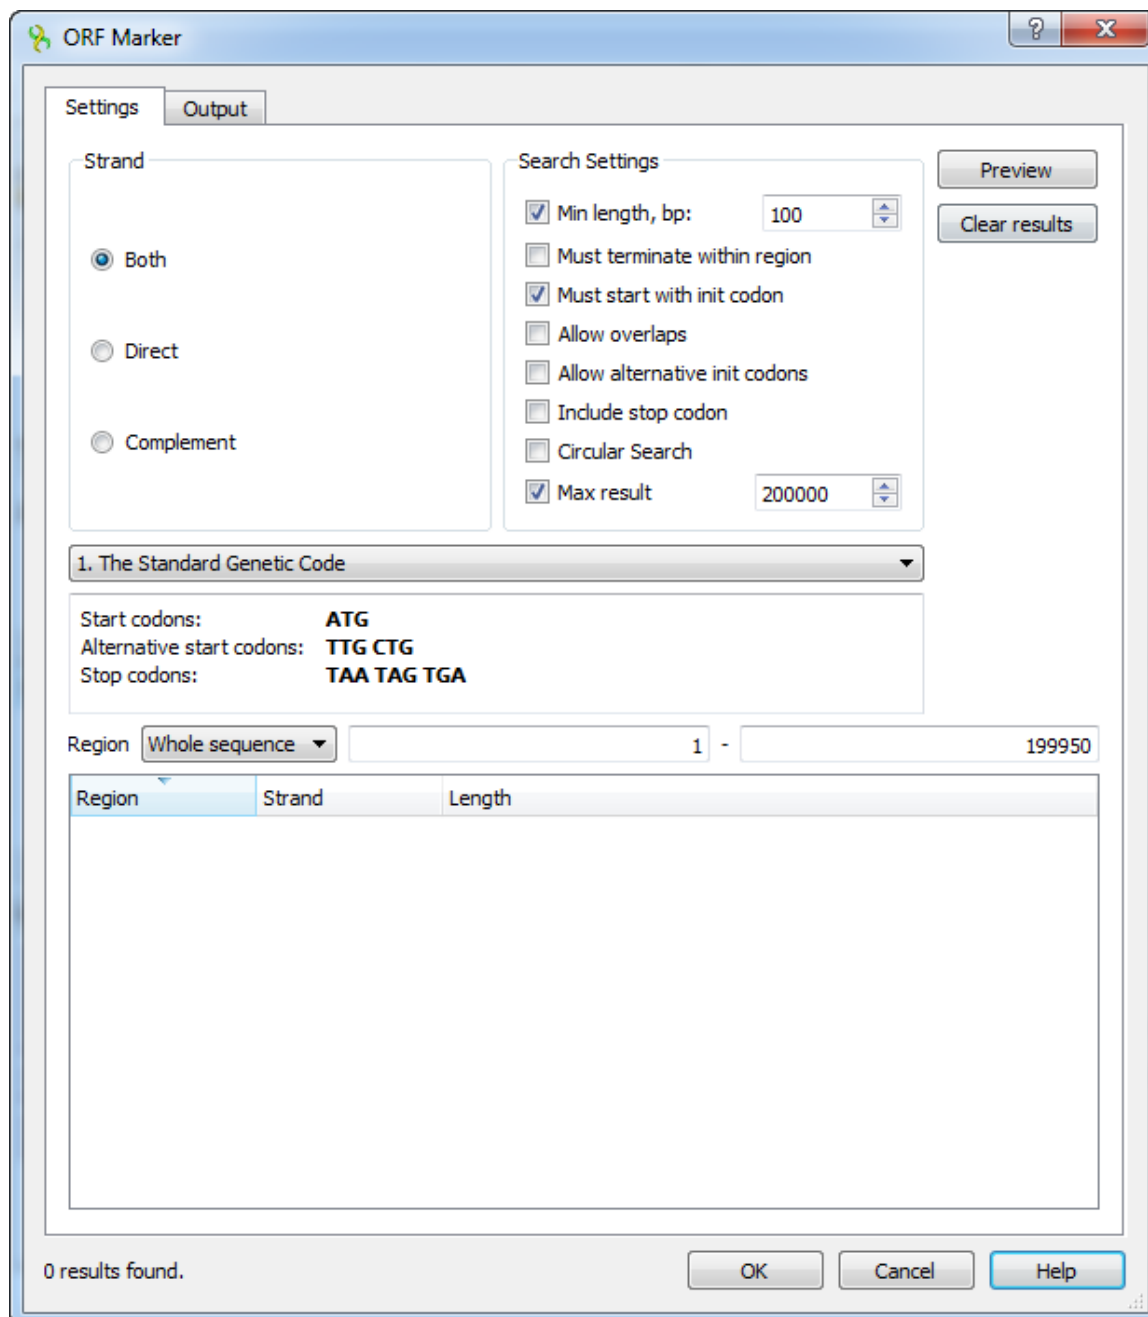 ORF Marker
Settings Output
Strand
Both
Direct
Complement
Search Settings
Min length, bp: 100
Must terminate within region
Must start with init codon
Allow overlaps
Allow alternative init codons
Include stop codon
Circular Search
Max result 200000
Preview
Clear results
1. The Standard Genetic Code
Start codons: ATG
Alternative start codons: TTG CTG
Stop codons: TAA TAG TGA
Region Whole sequence 1 - 199950
Region Strand Length
0 results found. OK Cancel Help